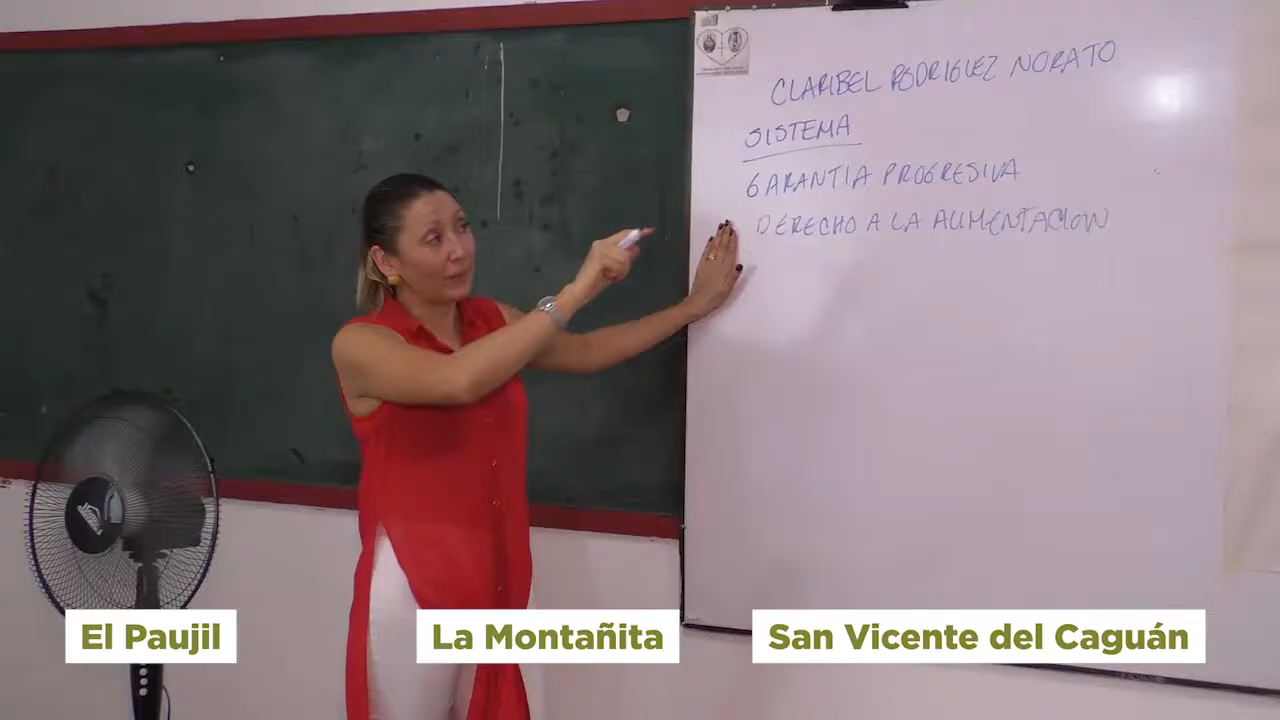 CLARIBEL RODRIGUEZ NORATO
SISTEMA
GARANTIA PROGRESIVA
DERECHO A LA ALIMENTACION
El Paujil
La Montañita
San Vicente del Caguán